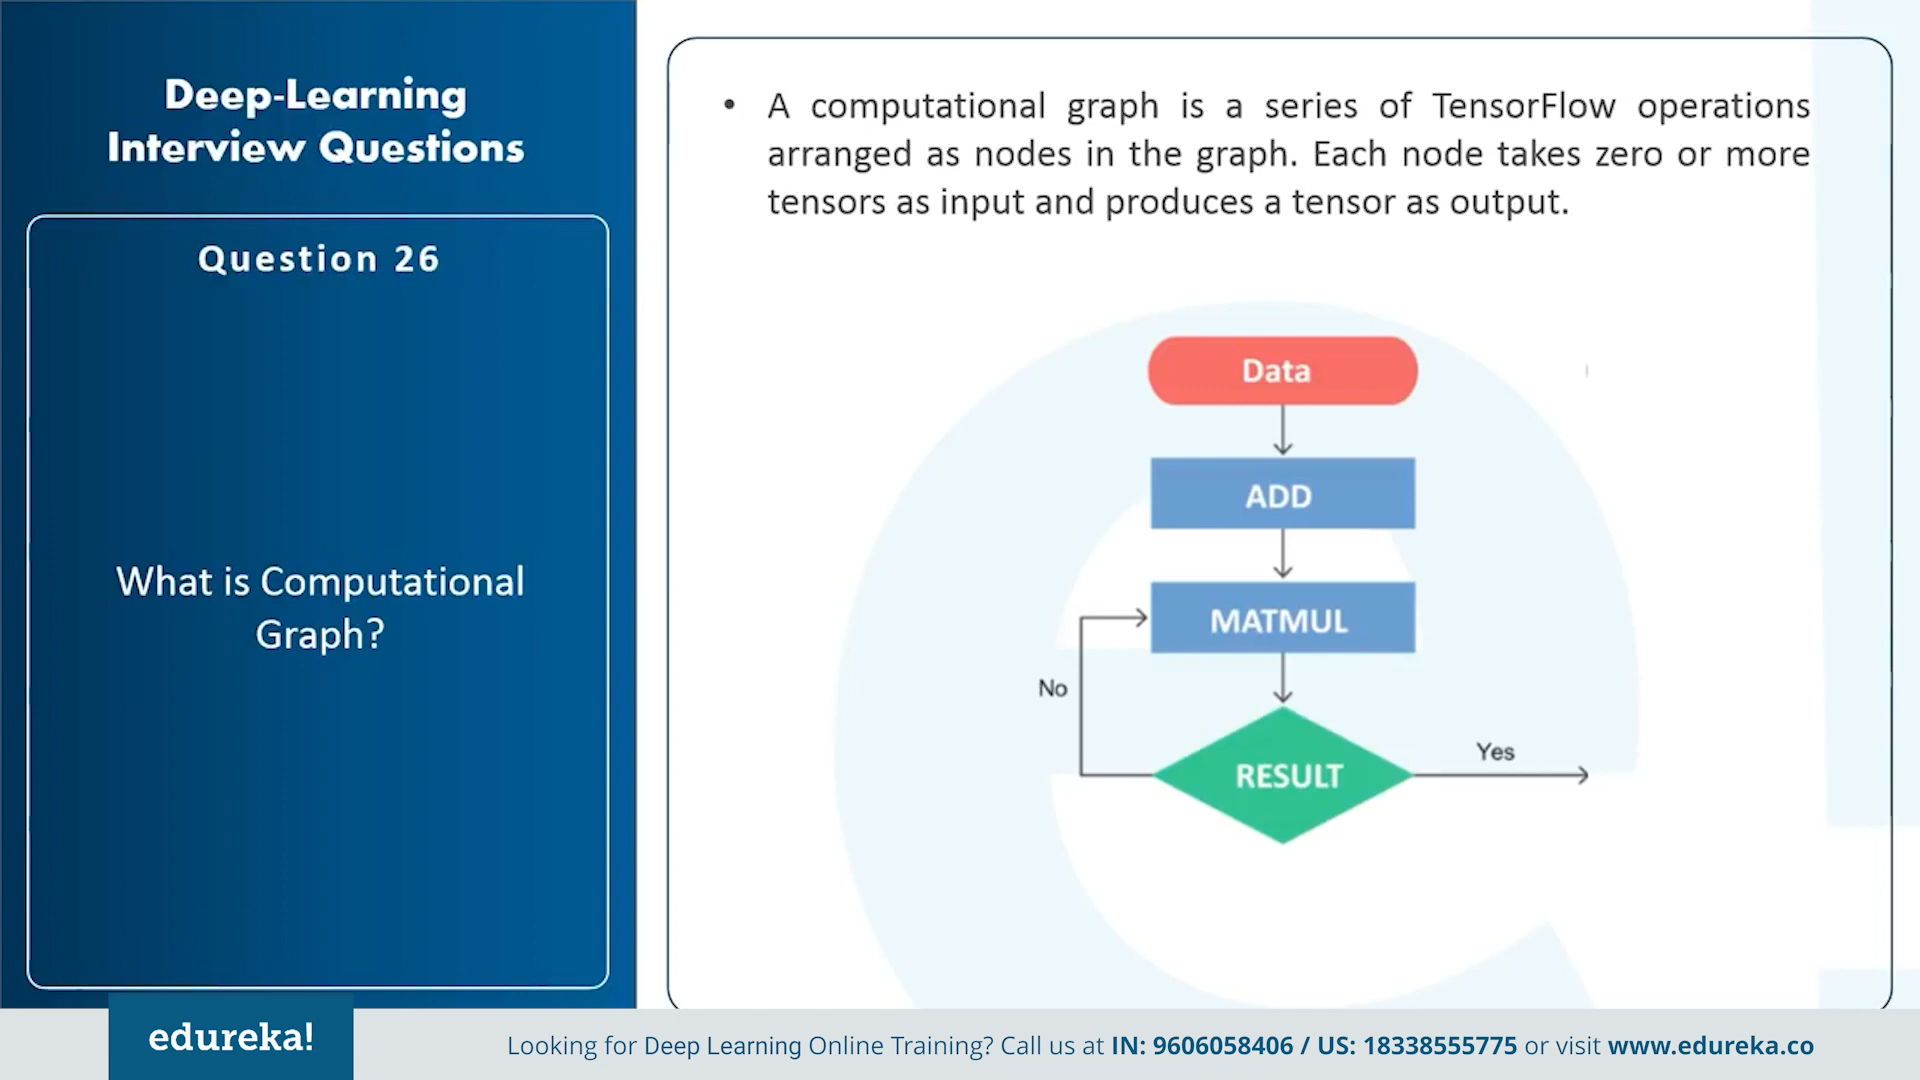 Deep-Learning
Interview Questions
Question 26
What is Computational
Graph?
• A computational graph is a series of TensorFlow operations
arranged as nodes in the graph. Each node takes zero or more
tensors as input and produces a tensor as output.
Data
ADD
MATMUL
No
RESULT
Yes
edureka!
Looking for Deep Learning Online Training? Call us at IN: 9606058406 / US: 18338555775 or visit www.edureka.co